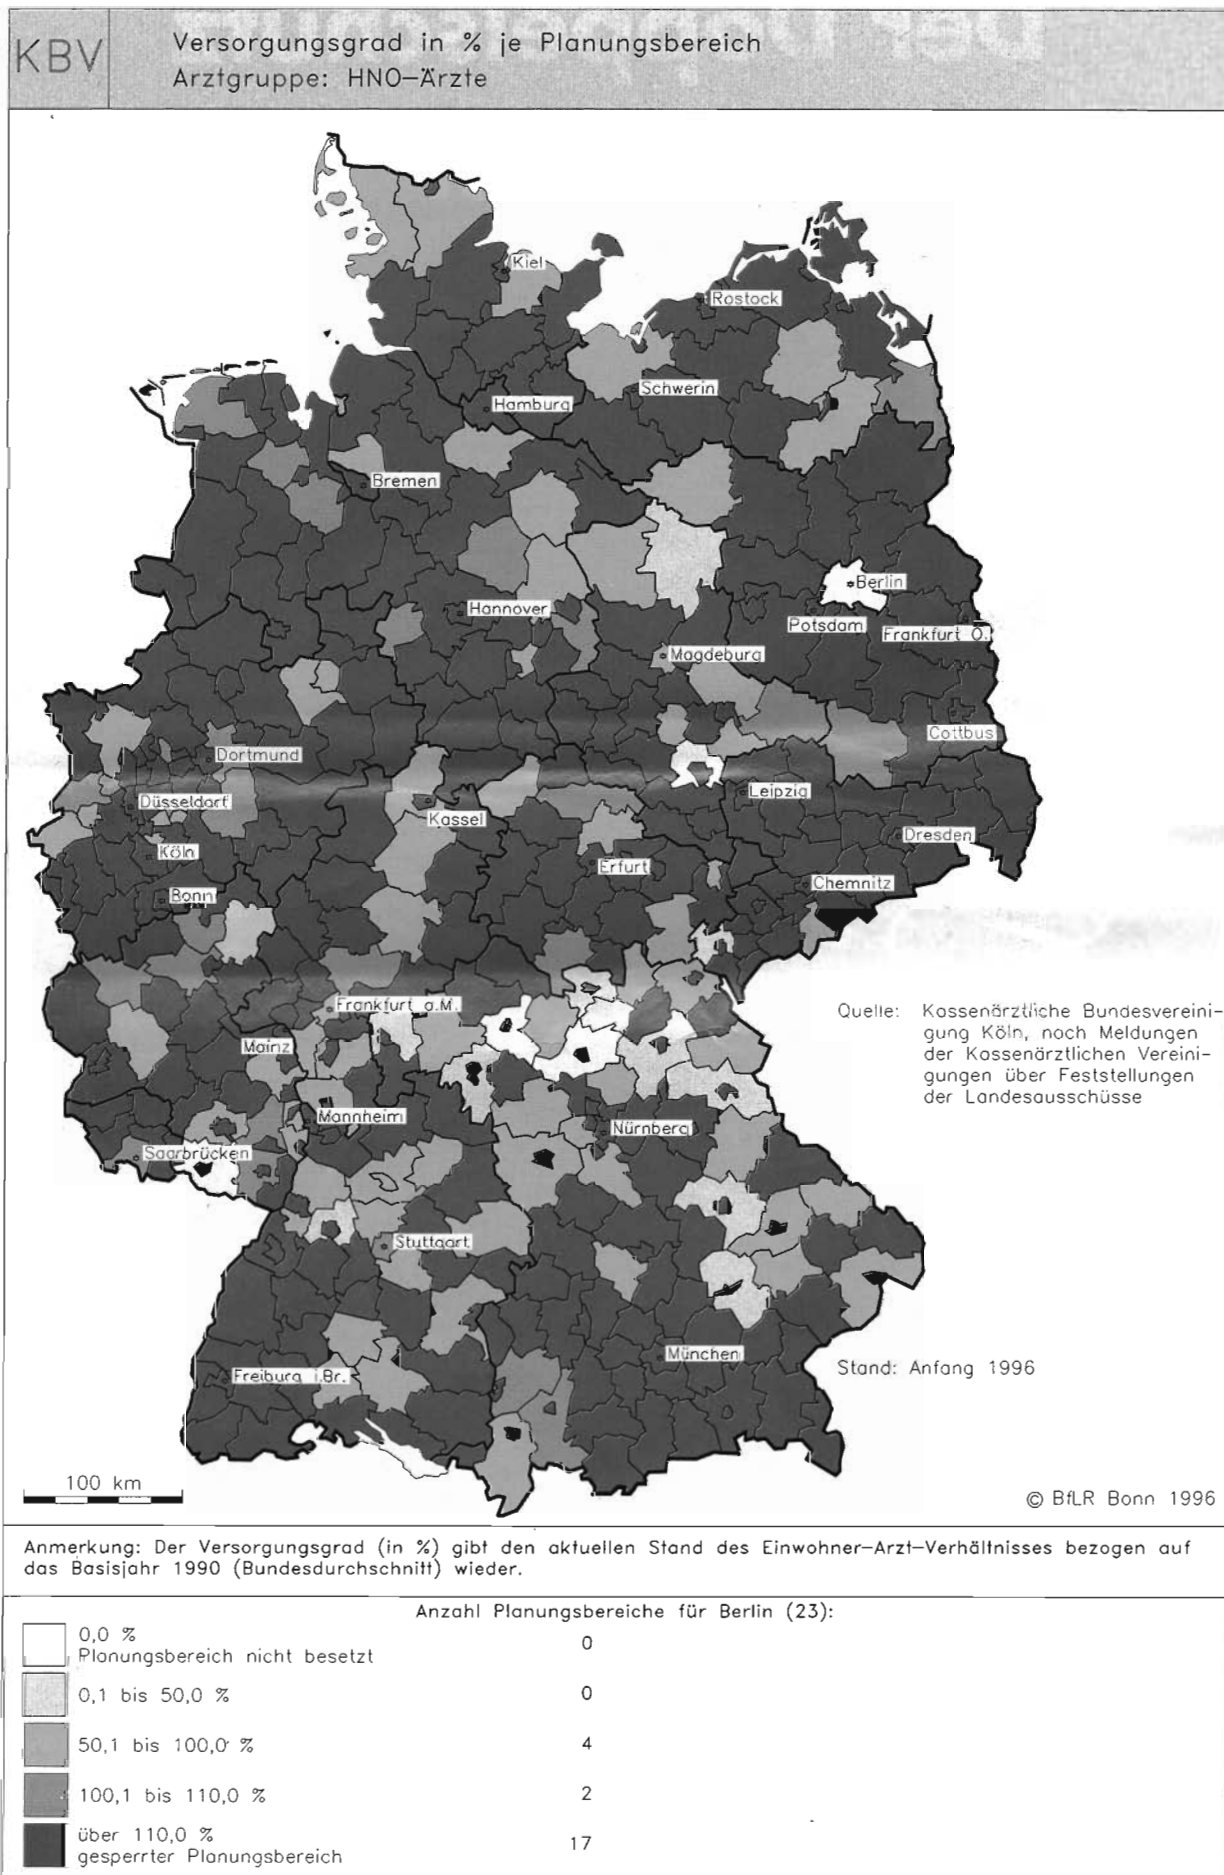 KBV
Versorgungsgrad in % je Planungsbereich
Arztgruppe: HNO–Ärzte
Kiel
Rostock
Schwerin
Hamburg
Bremen
Berlin
Hannover
Potsdam
Frankfurt O.
Magdeburg
Cottbus
Dortmund
Leipzig
Düsseldorf
Kassel
Dresden
Köln
Erfurt
Chemnitz
Bonn
Frankfurt a.M.
Mainz
Mannheim
Nürnberg
Saarbrücken
Stuttgart
München
Freiburg i.Br.
Quelle: Kassenärztliche Bundesvereini–
gung Köln, nach Meldungen
der Kassenärztlichen Vereini–
gungen über Feststellungen
der Landesausschüsse
Stand: Anfang 1996
100 km
© BfLR Bonn 1996
Anmerkung: Der Versorgungsgrad (in %) gibt den aktuellen Stand des Einwohner–Arzt–Verhältnisses bezogen auf
das Basisjahr 1990 (Bundesdurchschnitt) wieder.
Anzahl Planungsbereiche für Berlin (23):
0,0 %
Planungsbereich nicht besetzt 0
0,1 bis 50,0 % 0
50,1 bis 100,0 % 4
100,1 bis 110,0 % 2
über 110,0 %
gesperrter Planungsbereich 17